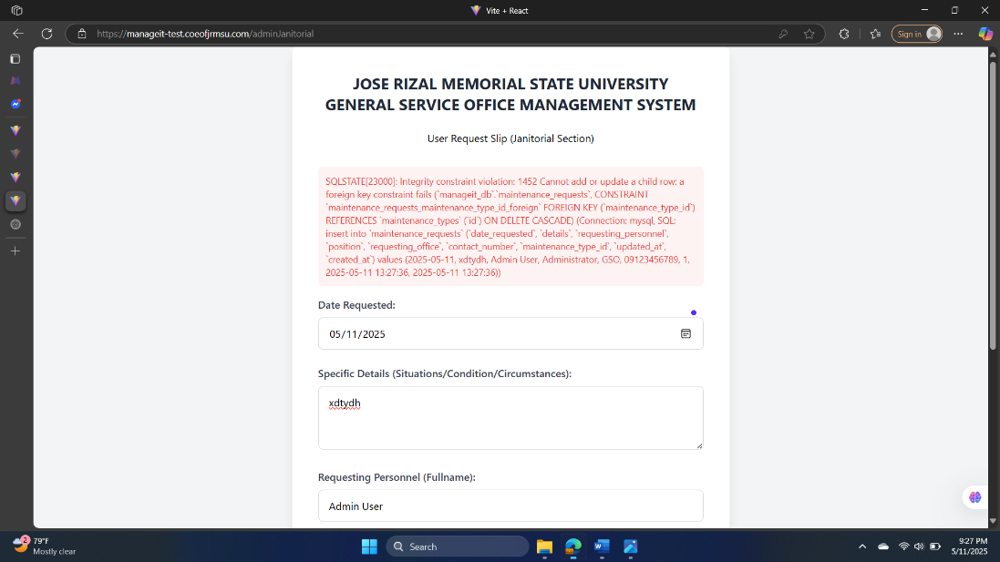 Vite + React
https://manageit-test.coeofjrmsu.com/adminJanitorial
Sign in
JOSE RIZAL MEMORIAL STATE UNIVERSITY
GENERAL SERVICE OFFICE MANAGEMENT SYSTEM
User Request Slip (Janitorial Section)
SQLSTATE[23000]: Integrity constraint violation: 1452 Cannot add or update a child row: a
foreign key constraint fails (`manageit_db`.`maintenance_requests`, CONSTRAINT
`maintenance_requests_maintenance_type_id_foreign` FOREIGN KEY (`maintenance_type_id`)
REFERENCES `maintenance_types` (`id`) ON DELETE CASCADE) (Connection: mysql, SQL:
insert into `maintenance_requests` (`date_requested`, `details`, `requesting_personnel`,
`position`, `requesting_office`, `contact_number`, `maintenance_type_id`, `updated_at`,
`created_at`) values (2025-05-11, xdtydh, Admin User, Administrator, GSO, 09123456789, 1,
2025-05-11 13:27:36, 2025-05-11 13:27:36))
Date Requested:
05/11/2025
Specific Details (Situations/Condition/Circumstances):
xdtydh
Requesting Personnel (Fullname):
Admin User
2
79°F
Mostly clear
Search
9:27 PM
5/11/2025